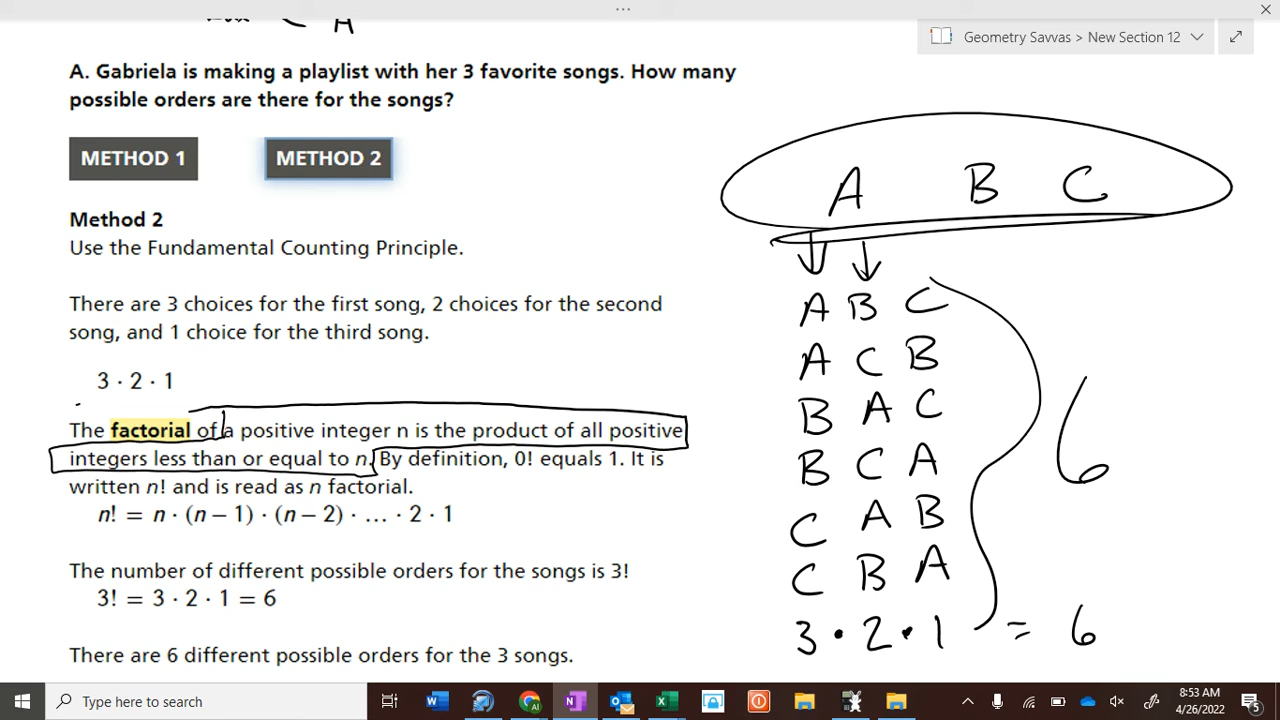 Geometry Savvas > New Section 12
A
A. Gabriela is making a playlist with her 3 favorite songs. How many
possible orders are there for the songs?
METHOD 1
METHOD 2
Method 2
Use the Fundamental Counting Principle.
There are 3 choices for the first song, 2 choices for the second
song, and 1 choice for the third song.
3 · 2 · 1
The factorial of a positive integer n is the product of all positive
integers less than or equal to n. By definition, 0! equals 1. It is
written n! and is read as n factorial.
n! = n · (n − 1) · (n − 2) · … · 2 · 1
The number of different possible orders for the songs is 3!
3! = 3 · 2 · 1 = 6
There are 6 different possible orders for the 3 songs.
A B C
A B C
A C B
B A C
B C A
C A B
C B A
6
3 · 2 · 1 = 6
Type here to search
8:53 AM
4/26/2022
5